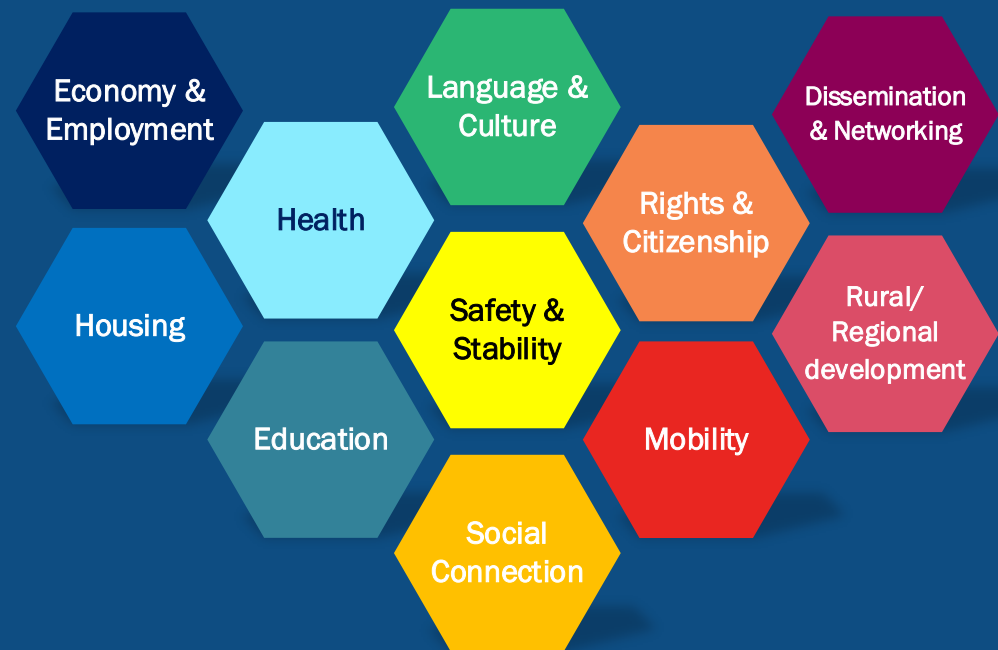 Economy &
Employment
Language &
Culture
Dissemination
& Networking
Health
Rights &
Citizenship
Housing
Safety &
Stability
Rural/
Regional
development
Education
Mobility
Social
Connection